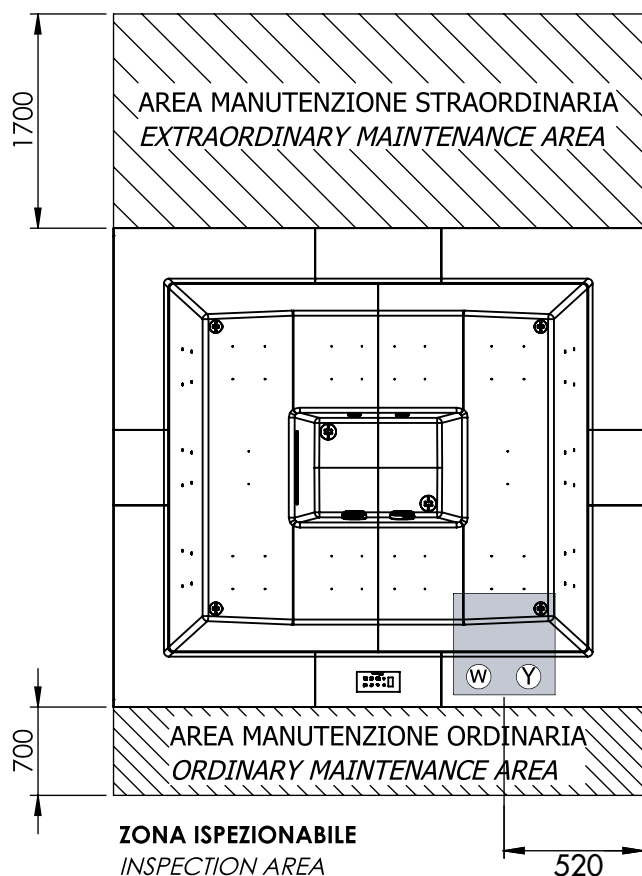 1700
AREA MANUTENZIONE STRAORDINARIA
EXTRAORDINARY MAINTENANCE AREA
W Y
700
AREA MANUTENZIONE ORDINARIA
ORDINARY MAINTENANCE AREA
ZONA ISPEZIONABILE
INSPECTION AREA
520